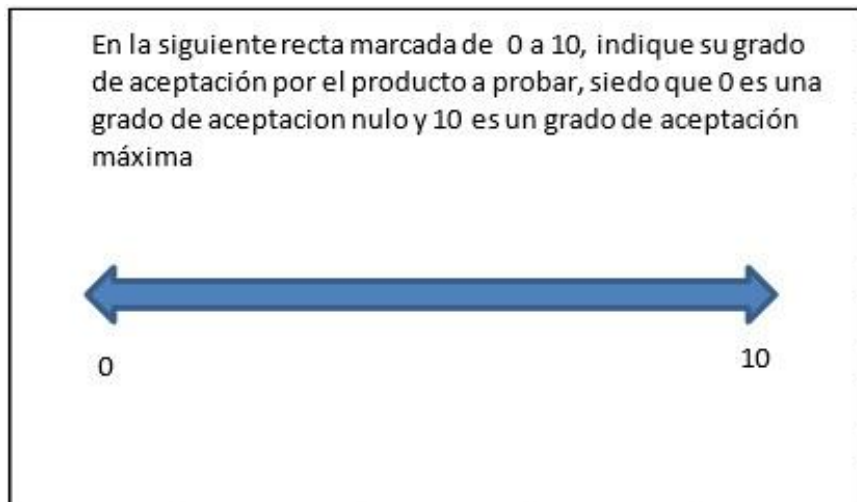 En la siguiente recta marcada de 0 a 10, indique su grado
de aceptación por el producto a probar, siedo que 0 es una
grado de aceptacion nulo y 10 es un grado de aceptación
máxima
0
10